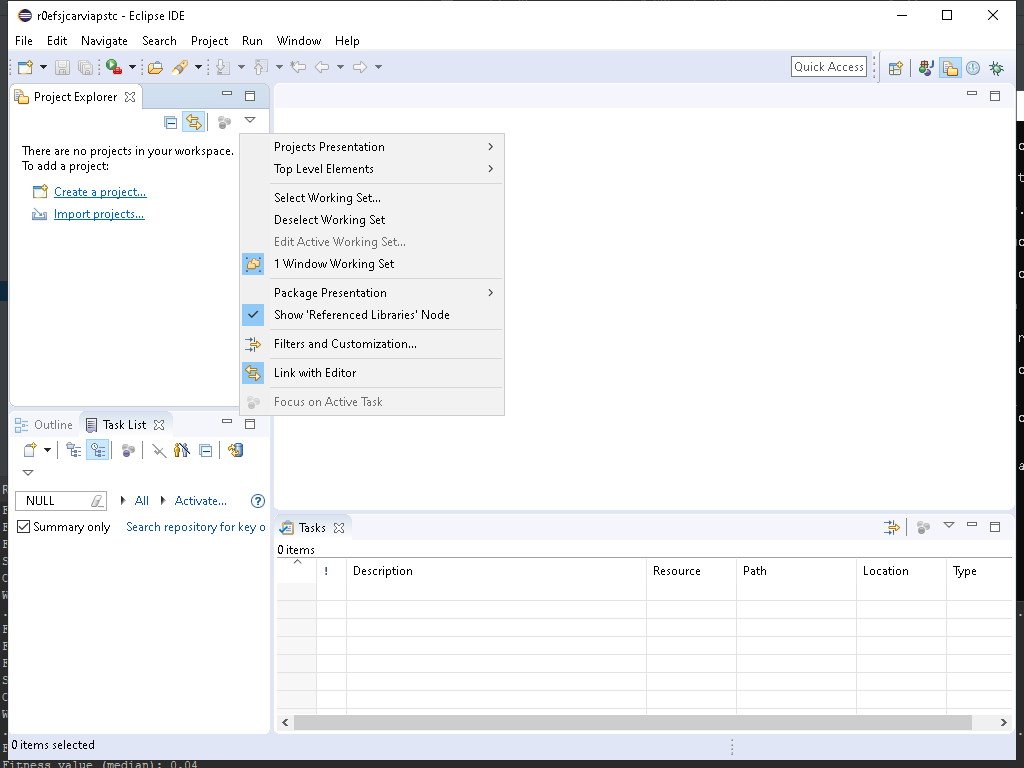 r0efsjcarviapstc - Eclipse IDE
File Edit Navigate Search Project Run Window Help
Quick Access
Project Explorer
There are no projects in your workspace.
To add a project:
Create a project...
Import projects...
Projects Presentation
Top Level Elements
Select Working Set...
Deselect Working Set
Edit Active Working Set...
1 Window Working Set
Package Presentation
Show 'Referenced Libraries' Node
Filters and Customization...
Link with Editor
Focus on Active Task
Outline Task List
NULL All Activate...
Summary only Search repository for key o
Tasks
0 items
! Description Resource Path Location Type
0 items selected
Fitness value (median): 0.04